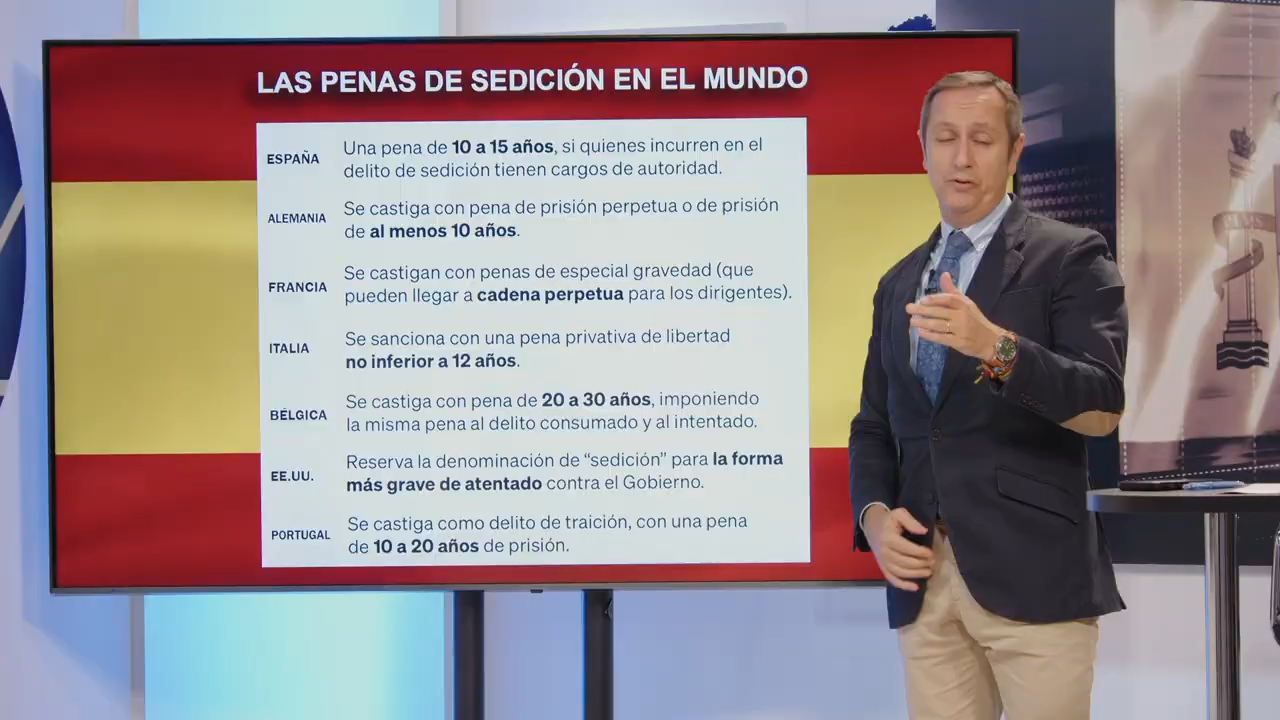 LAS PENAS DE SEDICIÓN EN EL MUNDO
ESPAÑA
Una pena de 10 a 15 años, si quienes incurren en el
delito de sedición tienen cargos de autoridad.
ALEMANIA
Se castiga con pena de prisión perpetua o de prisión
de al menos 10 años.
FRANCIA
Se castigan con penas de especial gravedad (que
pueden llegar a cadena perpetua para los dirigentes).
ITALIA
Se sanciona con una pena privativa de libertad
no inferior a 12 años.
BÉLGICA
Se castiga con pena de 20 a 30 años, imponiendo
la misma pena al delito consumado y al intentado.
EE.UU.
Reserva la denominación de “sedición” para la forma
más grave de atentado contra el Gobierno.
PORTUGAL
Se castiga como delito de traición, con una pena
de 10 a 20 años de prisión.